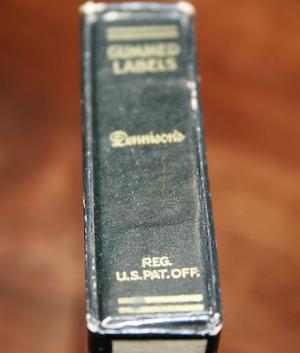 GUMMED
LABELS
Dennison's
REG.
U.S. PAT. OFF.